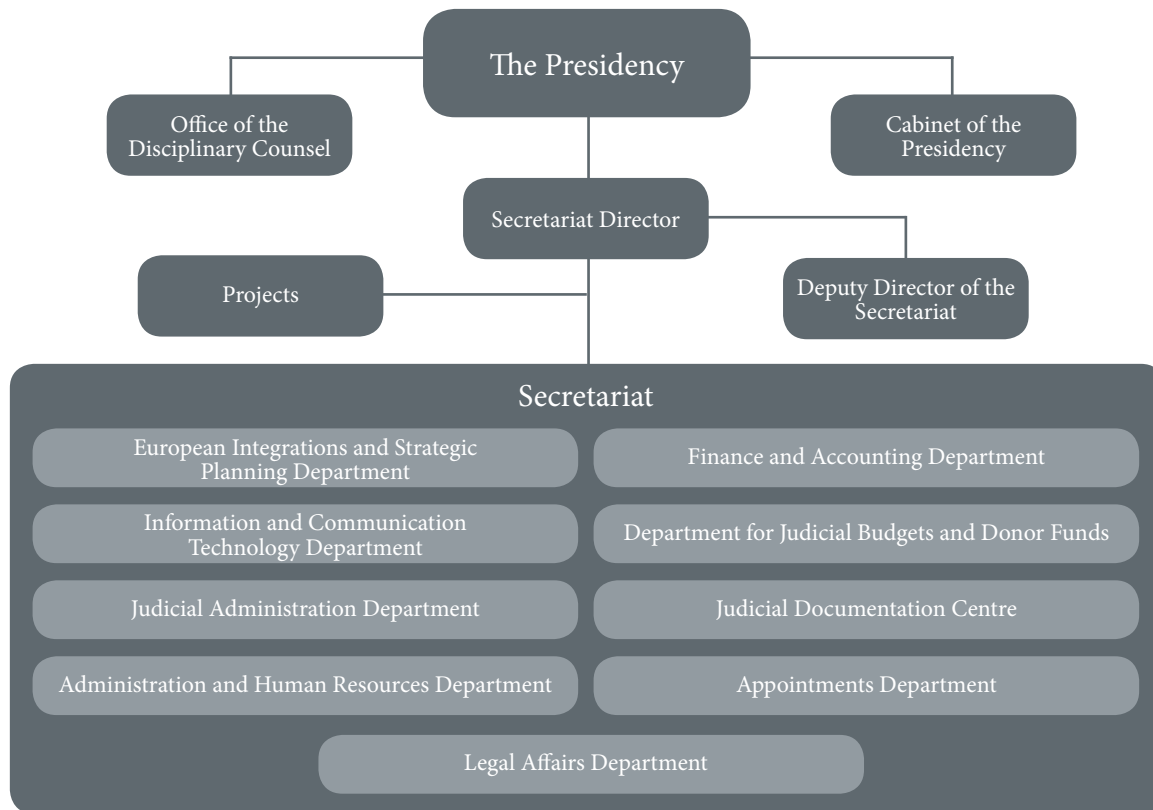 The Presidency
Office of the
Disciplinary Counsel
Cabinet of the
Presidency
Secretariat Director
Projects
Deputy Director of the
Secretariat
Secretariat
European Integrations and Strategic
Planning Department
Finance and Accounting Department
Information and Communication
Technology Department
Department for Judicial Budgets and Donor Funds
Judicial Administration Department
Judicial Documentation Centre
Administration and Human Resources Department
Appointments Department
Legal Affairs Department